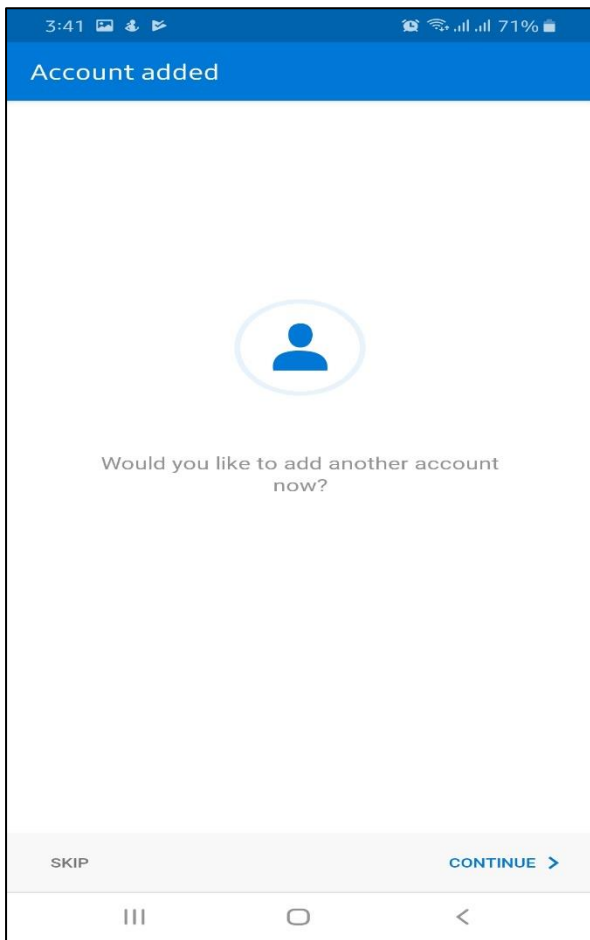 3:41 71%
Account added
Would you like to add another account
now?
SKIP CONTINUE